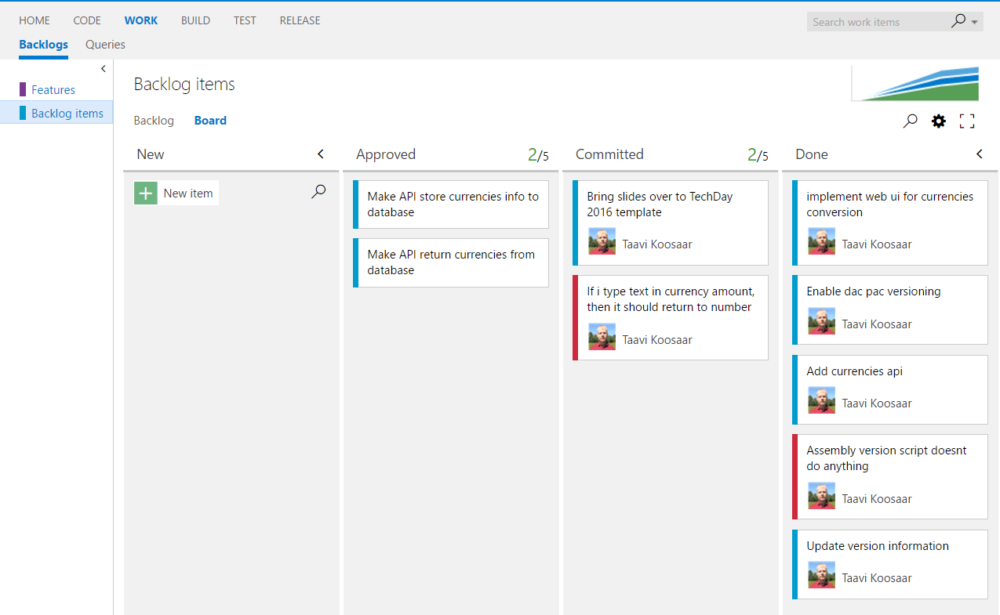 HOME CODE WORK BUILD TEST RELEASE
Search work items
Backlogs Queries
Features
Backlog items
Backlog items
Backlog Board
New
Approved 2/5
Committed 2/5
Done
New item
Make API store currencies info to
database
Make API return currencies from
database
Bring slides over to TechDay
2016 template
Taavi Koosaar
If i type text in currency amount,
then it should return to number
Taavi Koosaar
implement web ui for currencies
conversion
Taavi Koosaar
Enable dac pac versioning
Taavi Koosaar
Add currencies api
Taavi Koosaar
Assembly version script doesnt
do anything
Taavi Koosaar
Update version information
Taavi Koosaar